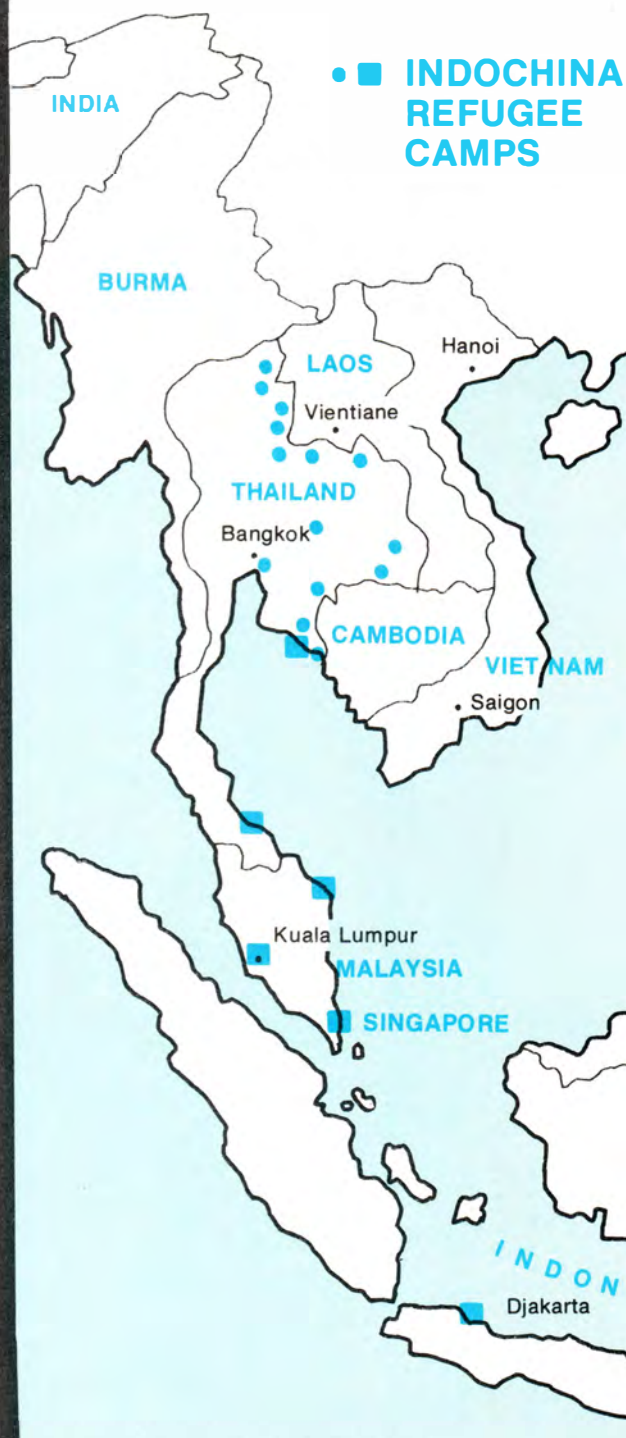 INDOCHINA
REFUGEE
CAMPS
INDIA
BURMA
Hanoi
LAOS
Vientiane
THAILAND
Bangkok
CAMBODIA
VIET NAM
Saigon
Kuala Lumpur
MALAYSIA
SINGAPORE
INDON
Djakarta